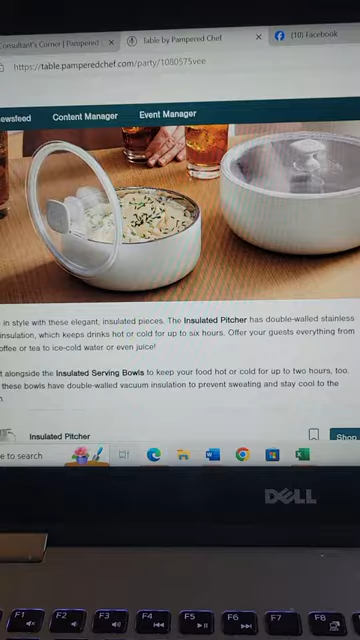 Consultant's Corner | Pampered
Table by Pampered Chef
(10) Facebook
https://table.pamperedchef.com/party/1080575vee
ewsfeed Content Manager Event Manager
in style with these elegant, insulated pieces. The Insulated Pitcher has double-walled stainless
insulation, which keeps drinks hot or cold for up to six hours. Offer your guests everything from
offee or tea to ice-cold water or even juice!
t alongside the Insulated Serving Bowls to keep your food hot or cold for up to two hours, too.
these bowls have double-walled vacuum insulation to prevent sweating and stay cool to the
Insulated Pitcher
Shop
e to search
DELL
F1 F2 F3 F4 F5 F6 F7 F8